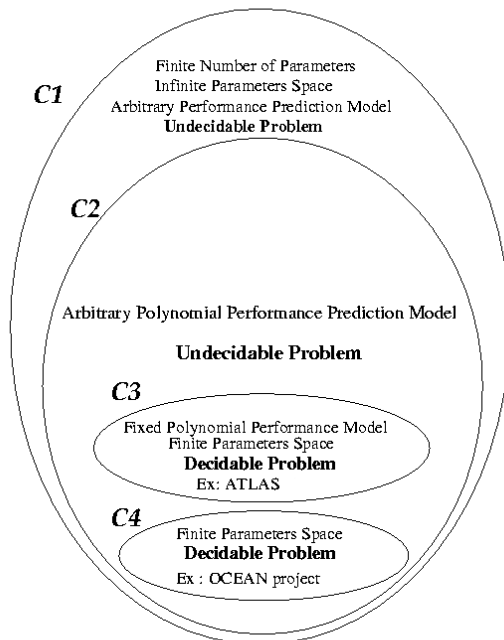 C1
Finite Number of Parameters
Infinite Parameters Space
Arbitrary Performance Prediction Model
Undecidable Problem
C2
Arbitrary Polynomial Performance Prediction Model
Undecidable Problem
C3
Fixed Polynomial Performance Model
Finite Parameters Space
Decidable Problem
Ex: ATLAS
C4
Finite Parameters Space
Decidable Problem
Ex : OCEAN project